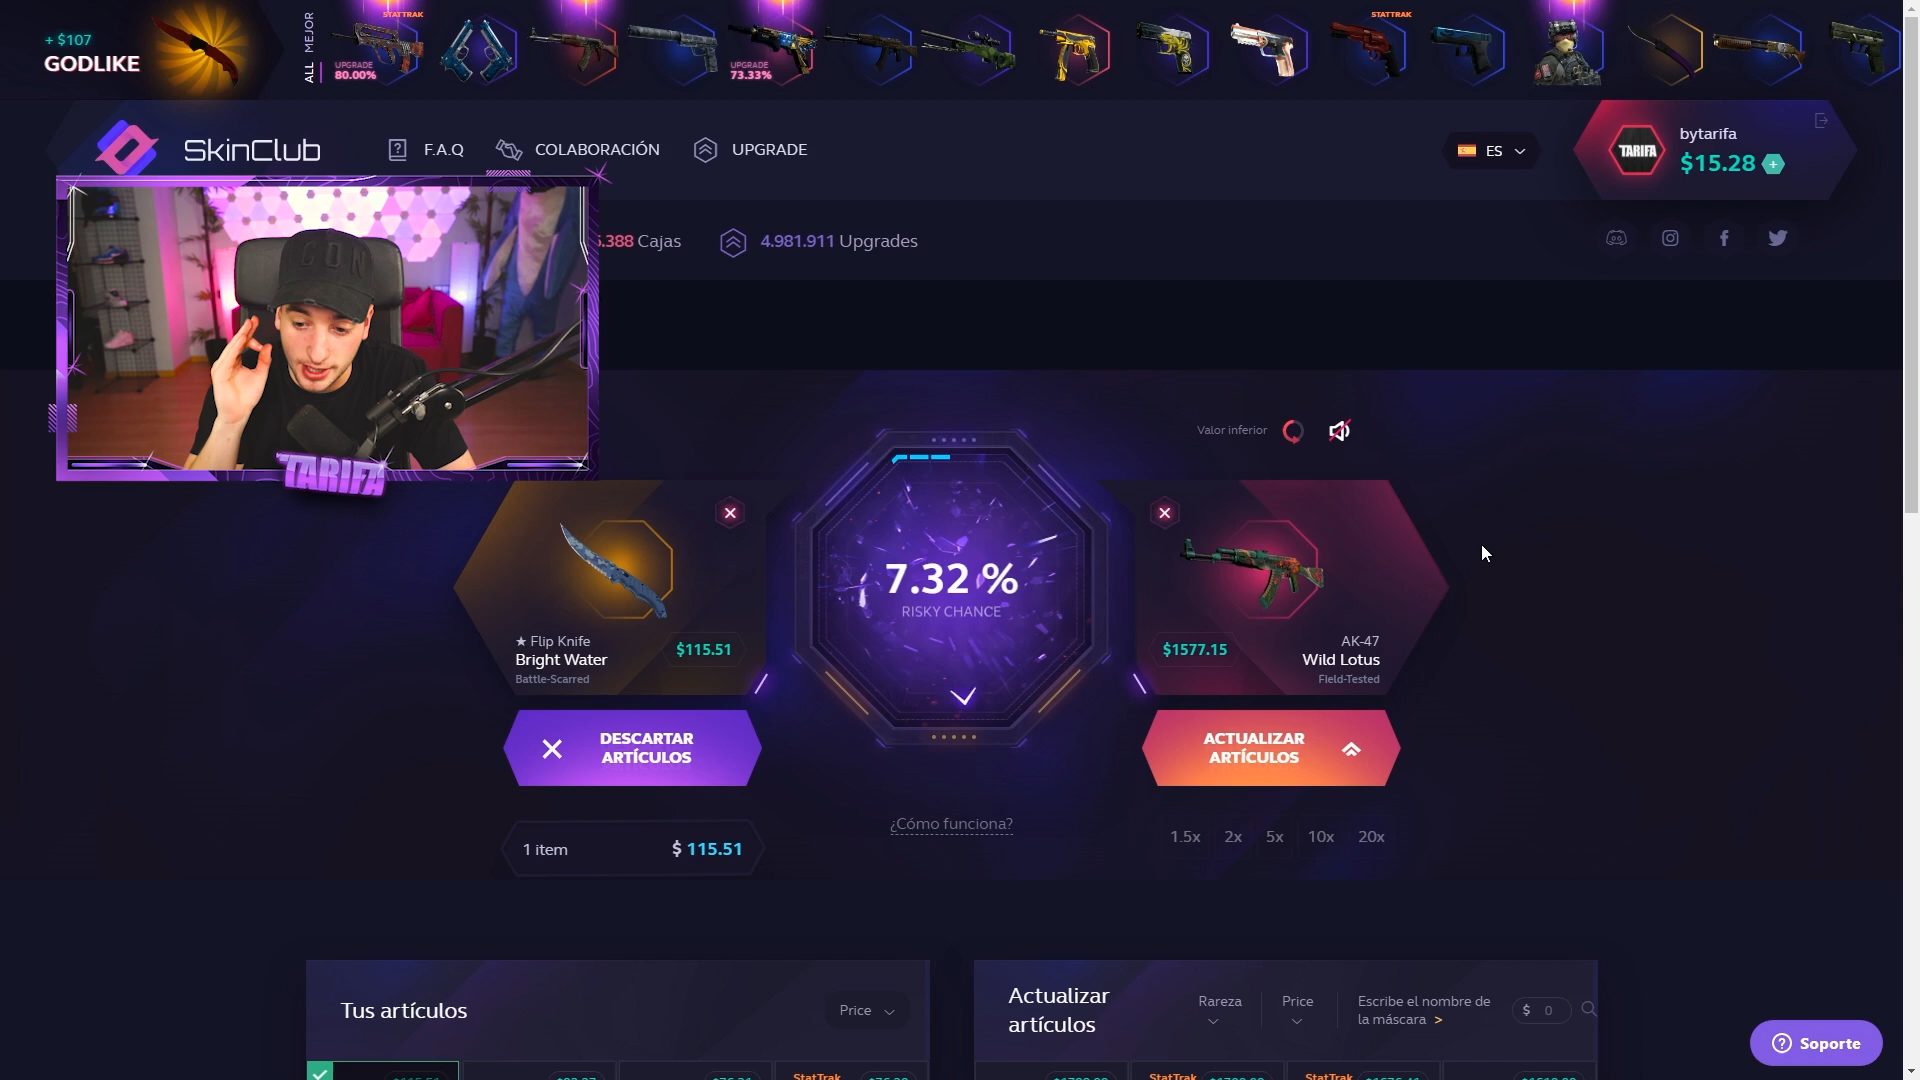 + $107
GODLIKE
ALL MEJOR
UPGRADE
80.00%
STATTRAK
UPGRADE
73.33%
STATTRAK
SkinClub
F.A.Q
COLABORACIÓN
UPGRADE
ES
TARIFA
bytarifa
$15.28 +
5.388 Cajas
4.981.911 Upgrades
CON
TARIFA
Valor inferior
★ Flip Knife
Bright Water
Battle-Scarred
$115.51
7.32 %
RISKY CHANCE
$1577.15
AK-47
Wild Lotus
Field-Tested
DESCARTAR
ARTÍCULOS
ACTUALIZAR
ARTÍCULOS
¿Cómo funciona?
1 item
$ 115.51
1.5x
2x
5x
10x
20x
Tus artículos
Price
Actualizar
artículos
Rareza
Price
Escribe el nombre de
la máscara >
$ 0
StatTrak
StatTrak
StatTrak
Soporte